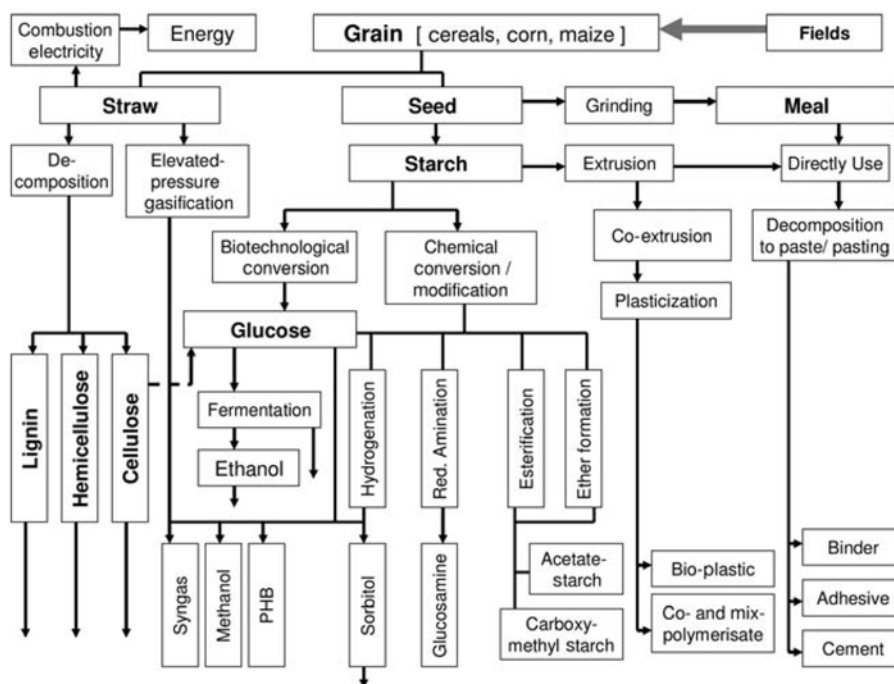 Combustion
electricity
Energy
Grain [ cereals, corn, maize ]
Fields
Straw
Seed
Grinding
Meal
De-
composition
Elevated-
pressure
gasification
Starch
Extrusion
Directly Use
Biotechnological
conversion
Chemical
conversion /
modification
Co-extrusion
Decomposition
to paste/ pasting
Plasticization
Glucose
Lignin
Hemicellulose
Cellulose
Fermentation
Ethanol
Hydrogenation
Red. Amination
Esterification
Ether formation
Syngas
Methanol
PHB
Sorbitol
Glucosamine
Acetate-
starch
Carboxy-
methyl starch
Bio-plastic
Co- and mix-
polymerisate
Binder
Adhesive
Cement